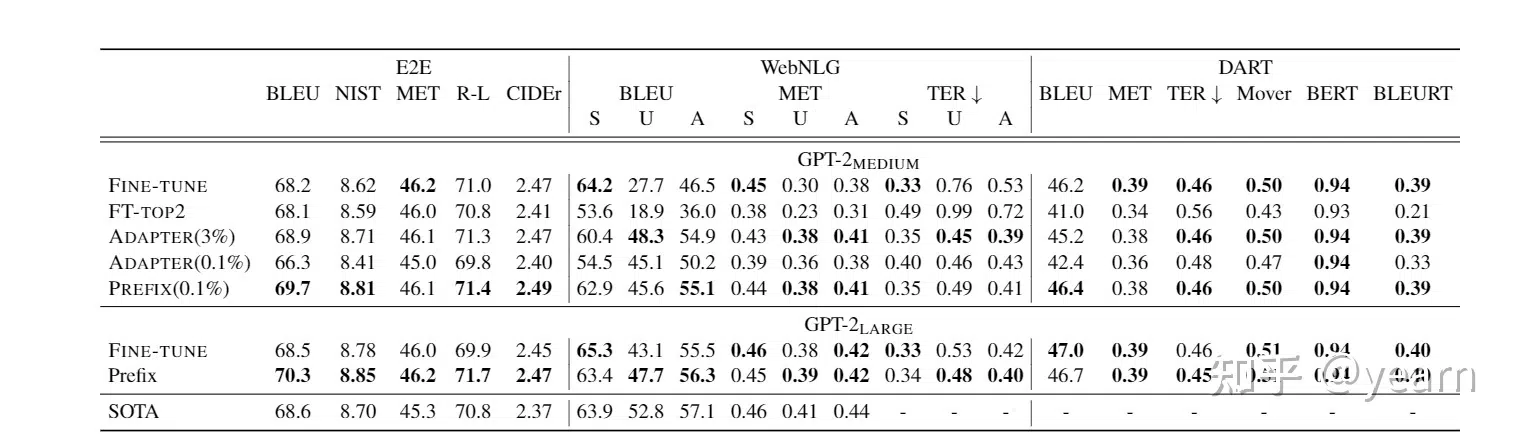 E2E WebNLG DART
BLEU NIST MET R-L CIDEr BLEU MET TER ↓ BLEU MET TER ↓ Mover BERT BLEURT
S U A S U A S U A
GPT-2MEDIUM
FINE-TUNE 68.2 8.62 46.2 71.0 2.47 64.2 27.7 46.5 0.45 0.30 0.38 0.33 0.76 0.53 46.2 0.39 0.46 0.50 0.94 0.39
FT-TOP2 68.1 8.59 46.0 70.8 2.41 53.6 18.9 36.0 0.38 0.23 0.31 0.49 0.99 0.72 41.0 0.34 0.56 0.43 0.93 0.21
ADAPTER(3%) 68.9 8.71 46.1 71.3 2.47 60.4 48.3 54.9 0.43 0.38 0.41 0.35 0.45 0.39 45.2 0.38 0.46 0.50 0.94 0.39
ADAPTER(0.1%) 66.3 8.41 45.0 69.8 2.40 54.5 45.1 50.2 0.39 0.36 0.38 0.40 0.46 0.43 42.4 0.36 0.48 0.47 0.94 0.33
PREFIX(0.1%) 69.7 8.81 46.1 71.4 2.49 62.9 45.6 55.1 0.44 0.38 0.41 0.35 0.49 0.41 46.4 0.38 0.46 0.50 0.94 0.39
GPT-2LARGE
FINE-TUNE 68.5 8.78 46.0 69.9 2.45 65.3 43.1 55.5 0.46 0.38 0.42 0.33 0.53 0.42 47.0 0.39 0.46 0.51 0.94 0.40
Prefix 70.3 8.85 46.2 71.7 2.47 63.4 47.7 56.3 0.45 0.39 0.42 0.34 0.48 0.40 46.7 0.39 0.45
知乎 @yearn
SOTA 68.6 8.70 45.3 70.8 2.37 63.9 52.8 57.1 0.46 0.41 0.44 - - - - - - - - -